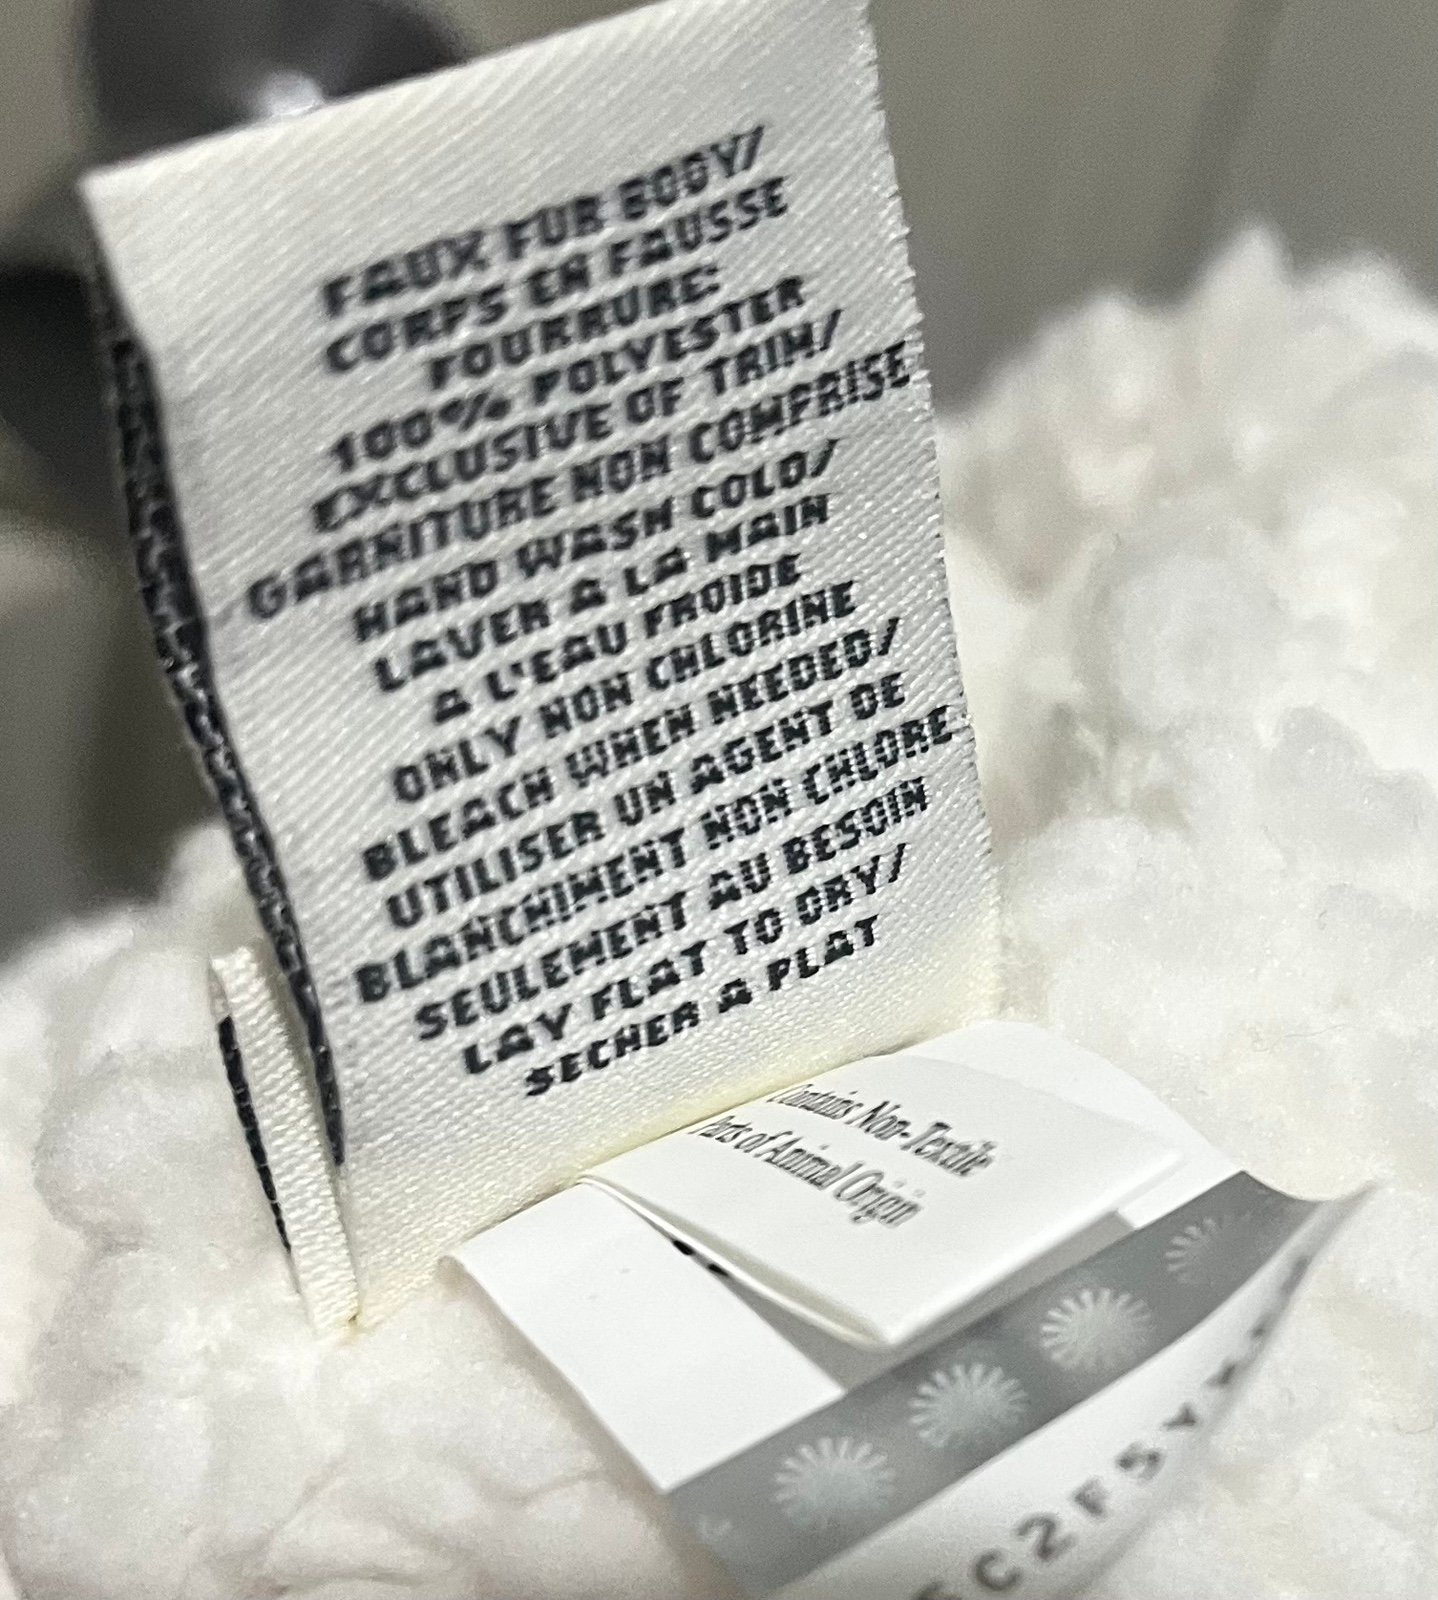 FAUX FUR BODY/
CORPS EN FAUSSE
FOURRURE:
100% POLYESTER
EXCLUSIVE OF TRIM/
GARNITURE NON COMPRISE
HAND WASH COLD/
LAVER A LA MAIN
A L'EAU FROIDE
ONLY NON CHLORINE
BLEACH WHEN NEEDED/
UTILISER UN AGENT DE
BLANCHIMENT NON CHLORE
SEULEMENT AU BESOIN
LAY FLAT TO DRY/
SECHER A PLAT
Contains Non-Textile
Parts of Animal Origin
C2F5Y